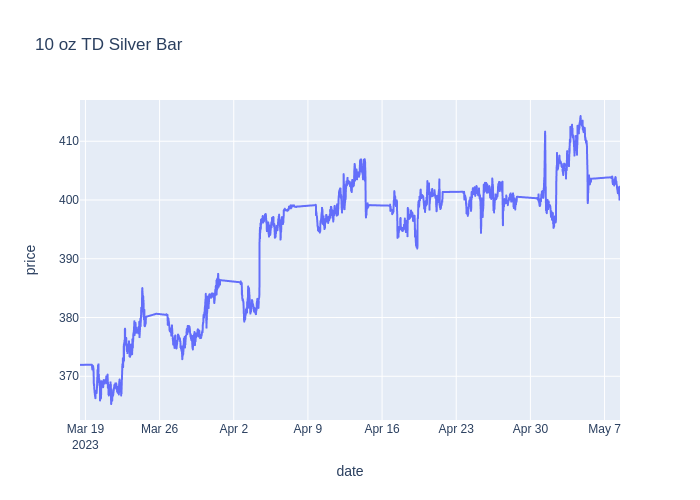 10 oz TD Silver Bar
price
410
400
390
380
370
Mar 19
2023
Mar 26
Apr 2
Apr 9
Apr 16
Apr 23
Apr 30
May 7
date